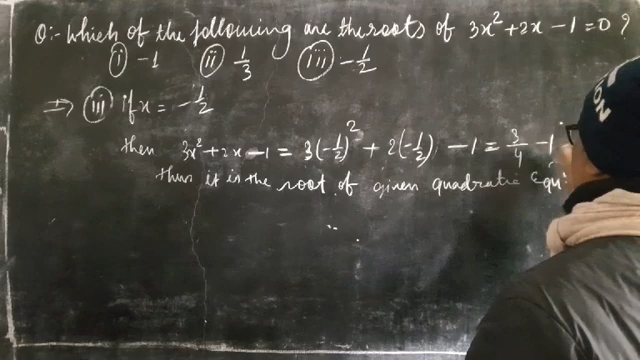 Q:- which of the following are the roots of 3x² + 2x - 1 = 0 ?
(i) -1 (ii) 1/3 (iii) -1/2
⇒ (iii) if x = -1/2
then 3x² + 2x - 1 = 3(-1/2)² + 2(-1/2) - 1 = 3/4 - 1
thus it is the root of given quadratic Equ:
ON